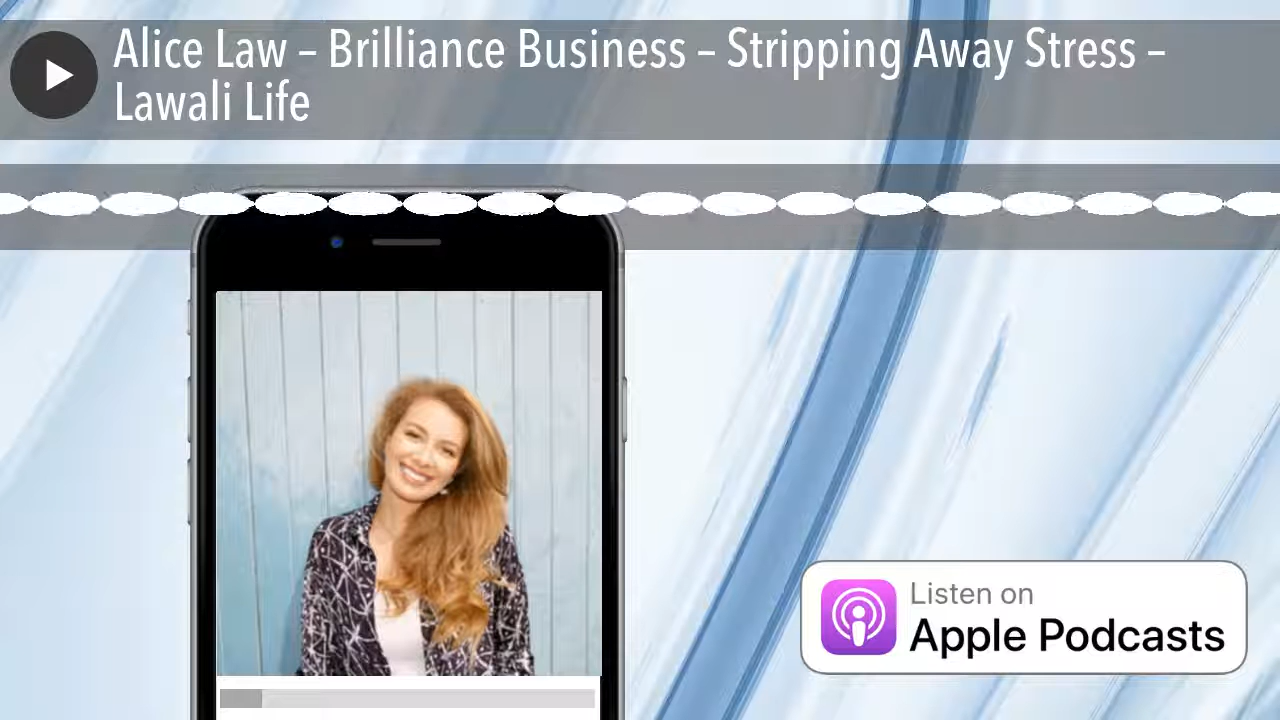 Alice Law – Brilliance Business – Stripping Away Stress –
Lawali Life
Listen on
Apple Podcasts